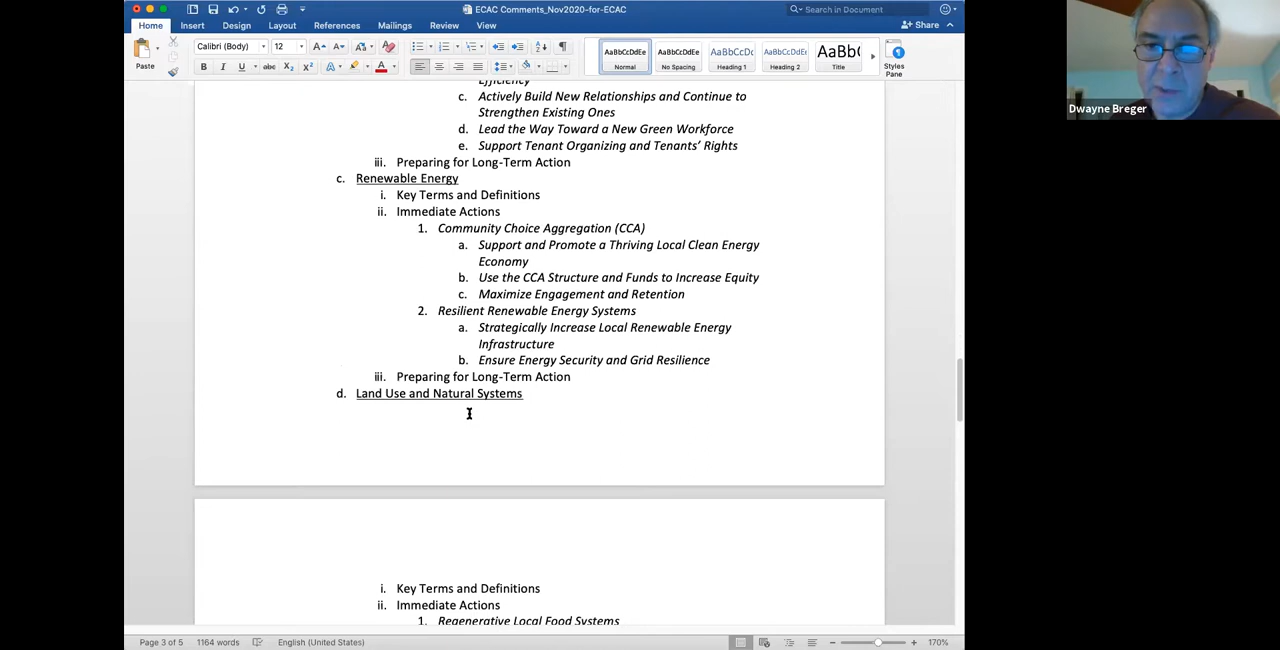 ECAC Comments_Nov2020-for-ECAC
Search in Document
Home Insert Design Layout References Mailings Review View
Share
Paste
Calibri (Body) 12
B I U abc X2 X2 A A
AaBbCcDdEe Normal
AaBbCcDdEe No Spacing
AaBbCcDc Heading 1
AaBbCcDdEe Heading 2
AaBb( Title
Styles Pane
Dwayne Breger
Efficiency
c. Actively Build New Relationships and Continue to
Strengthen Existing Ones
d. Lead the Way Toward a New Green Workforce
e. Support Tenant Organizing and Tenants’ Rights
iii. Preparing for Long-Term Action
c. Renewable Energy
i. Key Terms and Definitions
ii. Immediate Actions
1. Community Choice Aggregation (CCA)
a. Support and Promote a Thriving Local Clean Energy
Economy
b. Use the CCA Structure and Funds to Increase Equity
c. Maximize Engagement and Retention
2. Resilient Renewable Energy Systems
a. Strategically Increase Local Renewable Energy
Infrastructure
b. Ensure Energy Security and Grid Resilience
iii. Preparing for Long-Term Action
d. Land Use and Natural Systems
i. Key Terms and Definitions
ii. Immediate Actions
1. Regenerative Local Food Systems
Page 3 of 5 1164 words English (United States) 170%